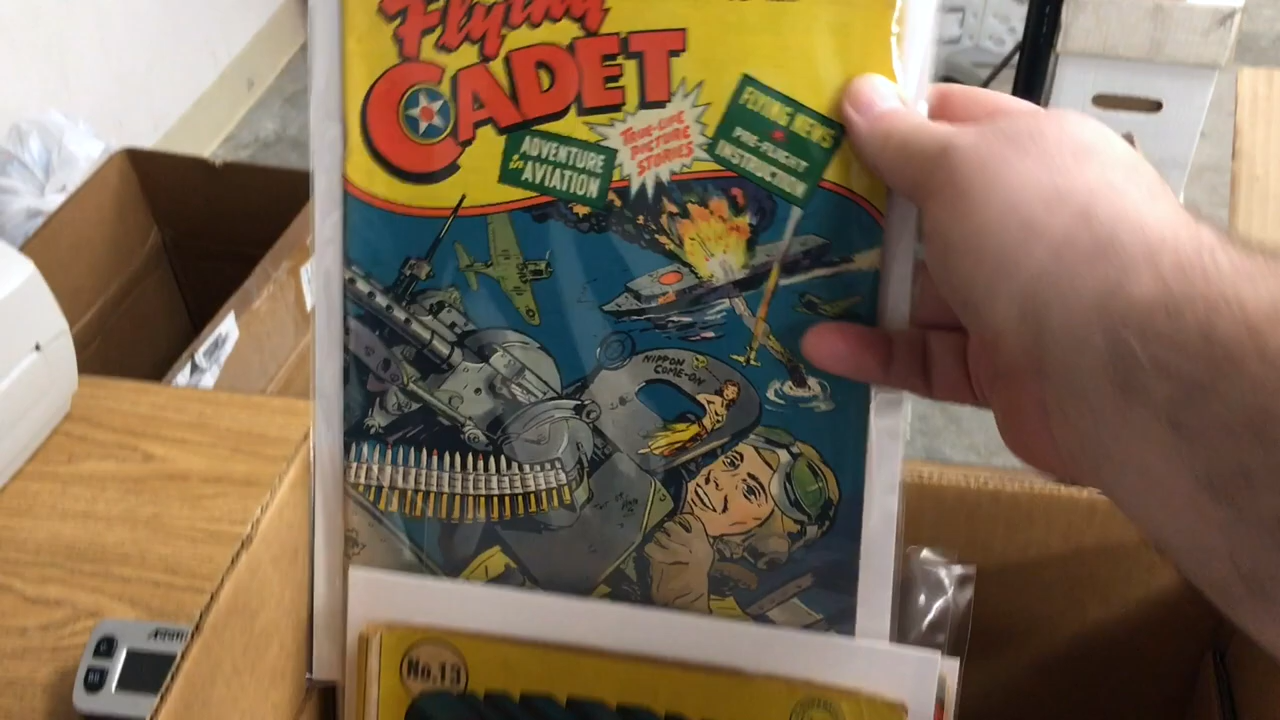 Flying
CADET
ADVENTURE
in AVIATION
TRUE-LIFE
PICTURE
STORIES
FLYING NEWS
PRE-FLIGHT
INSTRUCTION
NIPPON
COME-ON
No.13